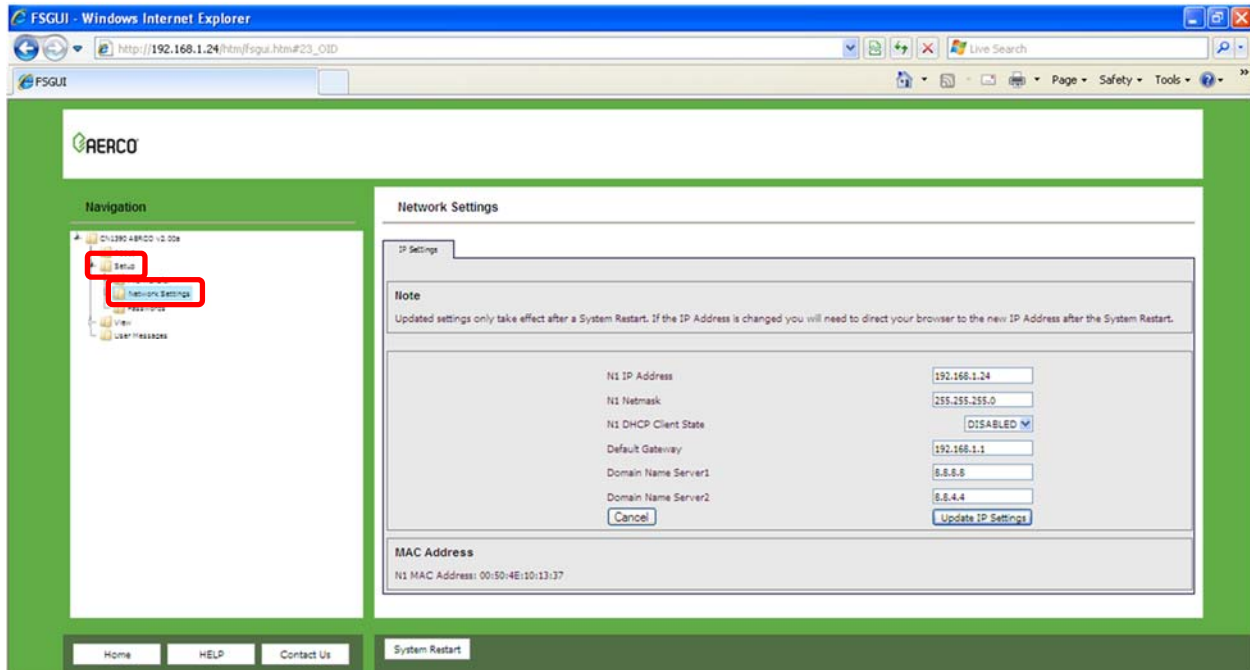 FSGUI - Windows Internet Explorer
http://192.168.1.24/htm/fsgui.htm#23_OID
Live Search
FSGUI
Page Safety Tools
AERCO
Navigation
CN1390 AERCO v2.00e
Setup
Network Settings
Passwords
View
User Messages
Network Settings
IP Settings
Note
Updated settings only take effect after a System Restart. If the IP Address is changed you will need to direct your browser to the new IP Address after the System Restart.
N1 IP Address 192.168.1.24
N1 Netmask 255.255.255.0
N1 DHCP Client State DISABLED
Default Gateway 192.168.1.1
Domain Name Server1 8.8.8.8
Domain Name Server2 8.8.4.4
Cancel Update IP Settings
MAC Address
N1 MAC Address: 00:50:4E:10:13:37
Home HELP Contact Us System Restart